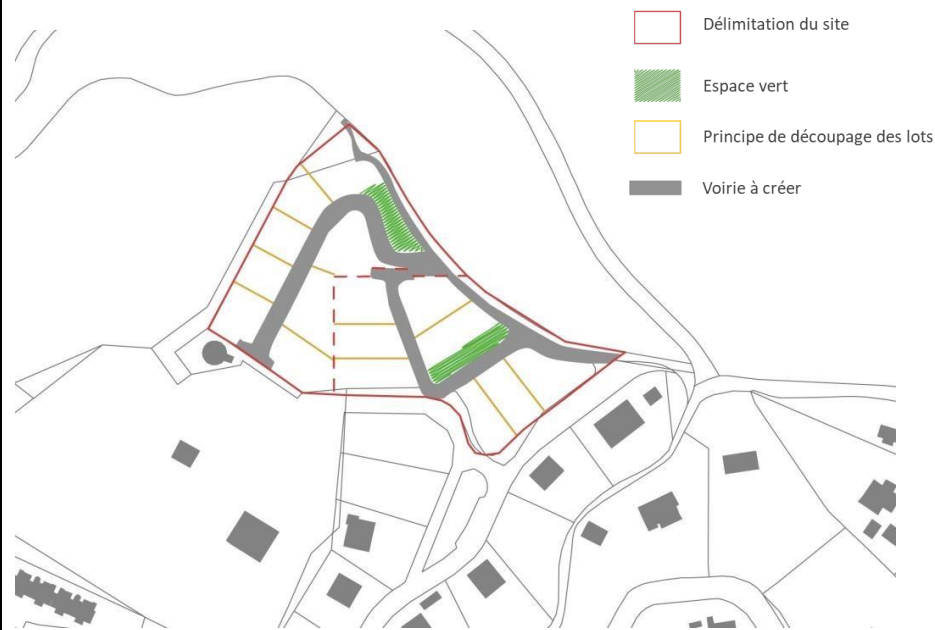 Délimitation du site
Espace vert
Principe de découpage des lots
Voirie à créer